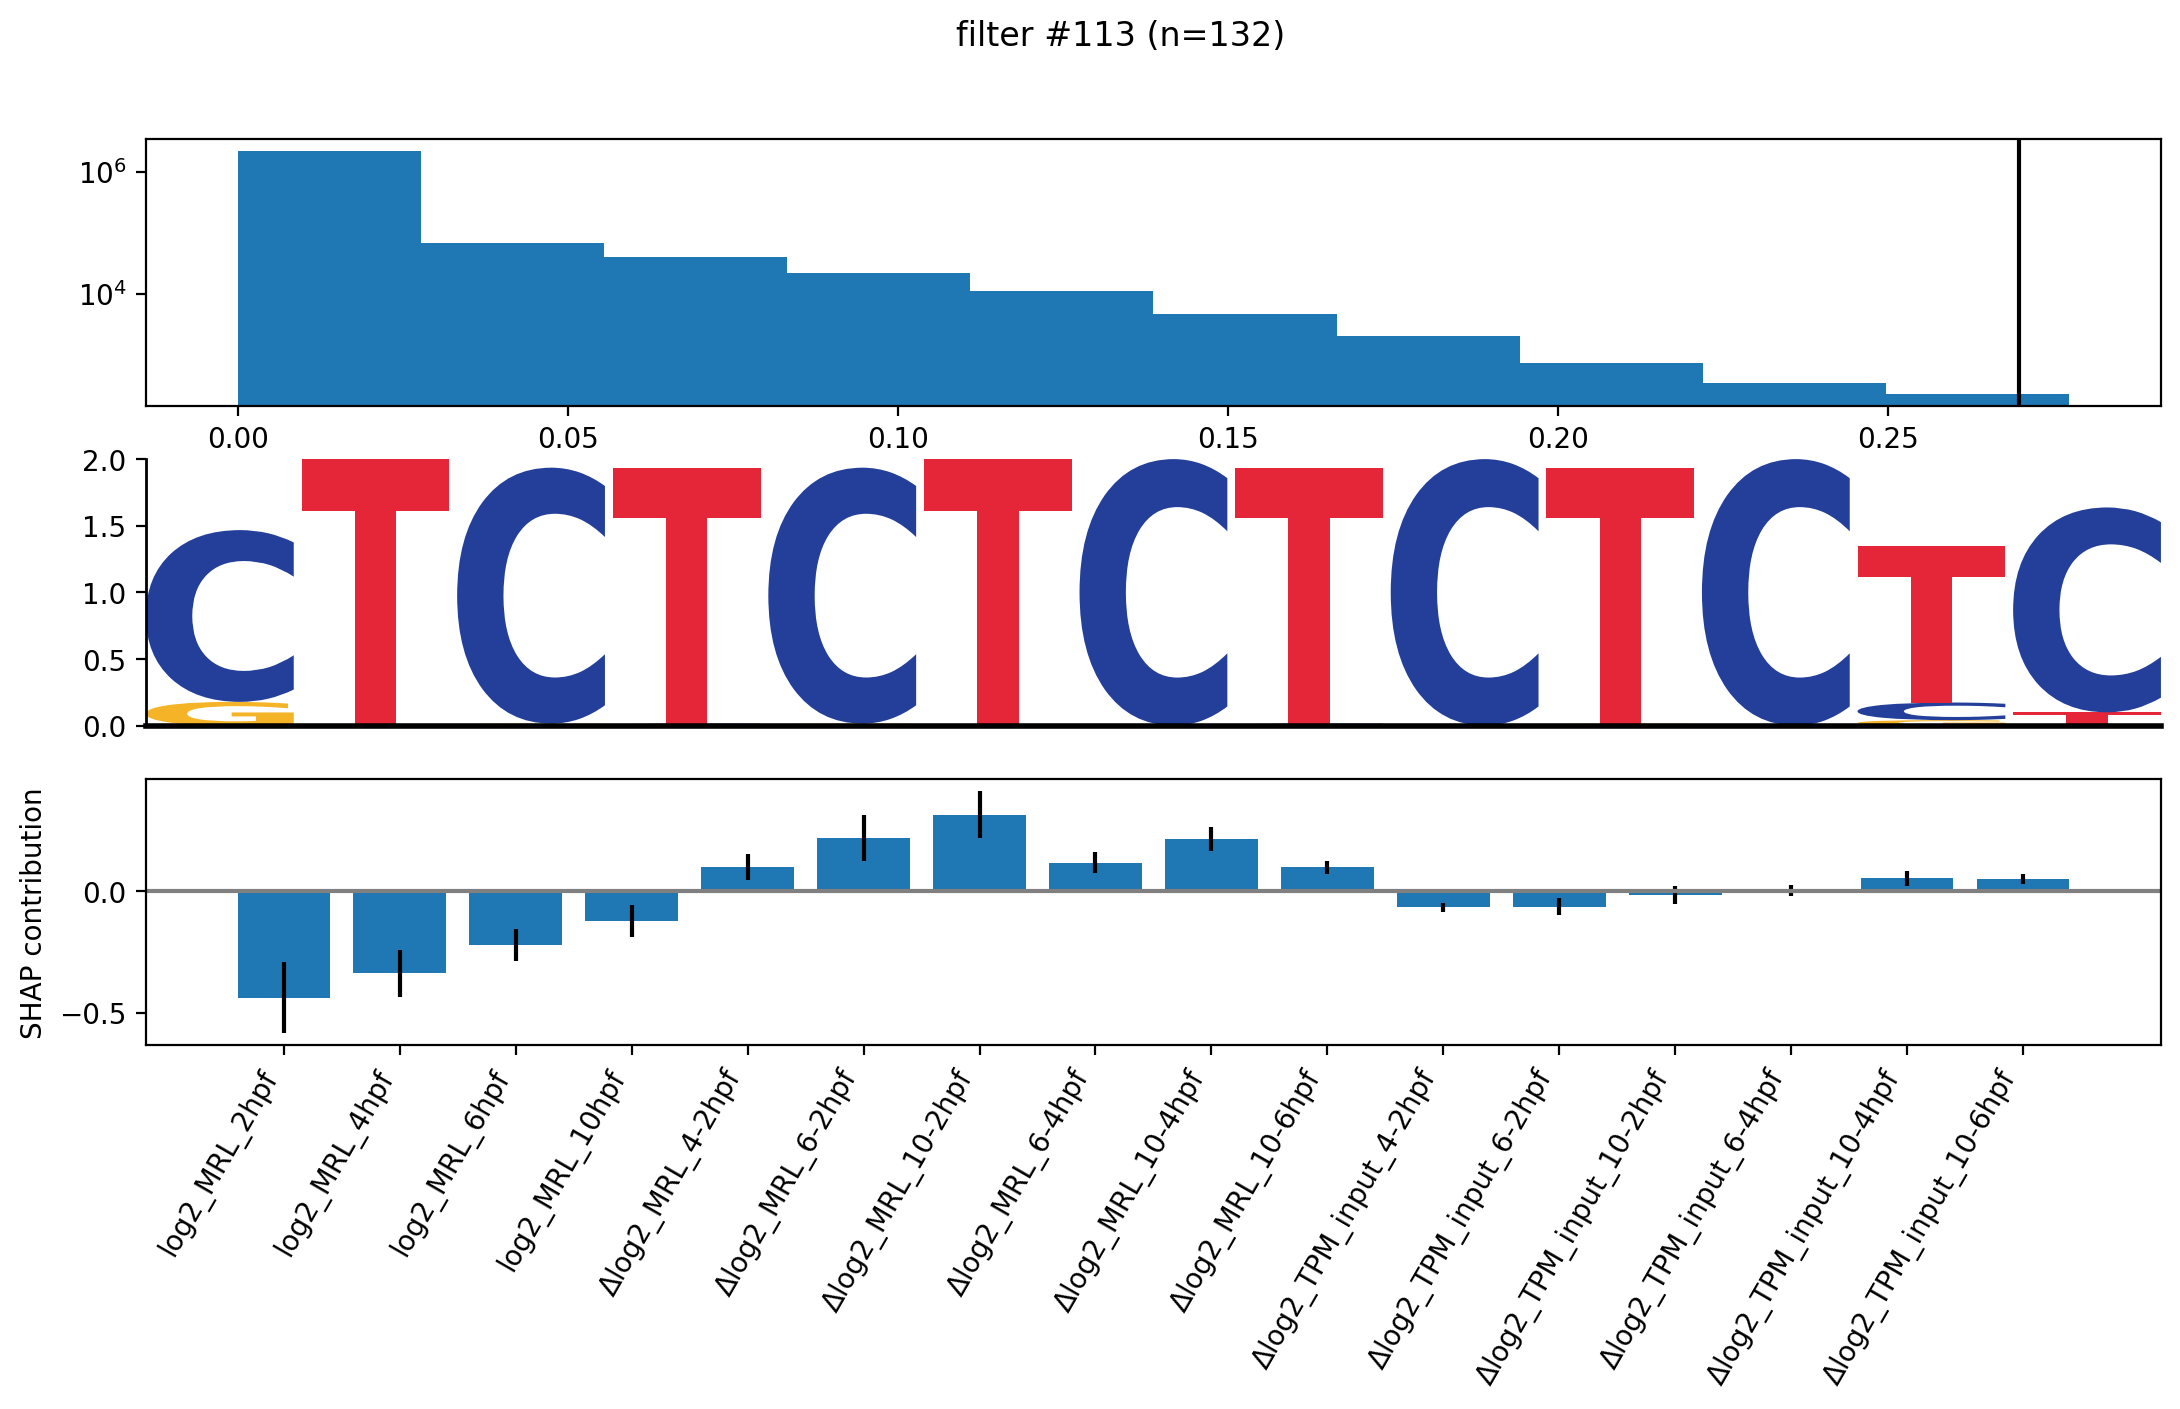 filter #113 (n=132)
10⁶
10⁴
0.00 0.05 0.10 0.15 0.20 0.25
2.0
1.5
1.0
0.5
0.0
C T C T C T C T C T C T C
G C T
SHAP contribution
0.0
−0.5
log2_MRL_2hpf
log2_MRL_4hpf
log2_MRL_6hpf
log2_MRL_10hpf
Δlog2_MRL_4-2hpf
Δlog2_MRL_6-2hpf
Δlog2_MRL_10-2hpf
Δlog2_MRL_6-4hpf
Δlog2_MRL_10-4hpf
Δlog2_MRL_10-6hpf
Δlog2_TPM_input_4-2hpf
Δlog2_TPM_input_6-2hpf
Δlog2_TPM_input_10-2hpf
Δlog2_TPM_input_6-4hpf
Δlog2_TPM_input_10-4hpf
Δlog2_TPM_input_10-6hpf